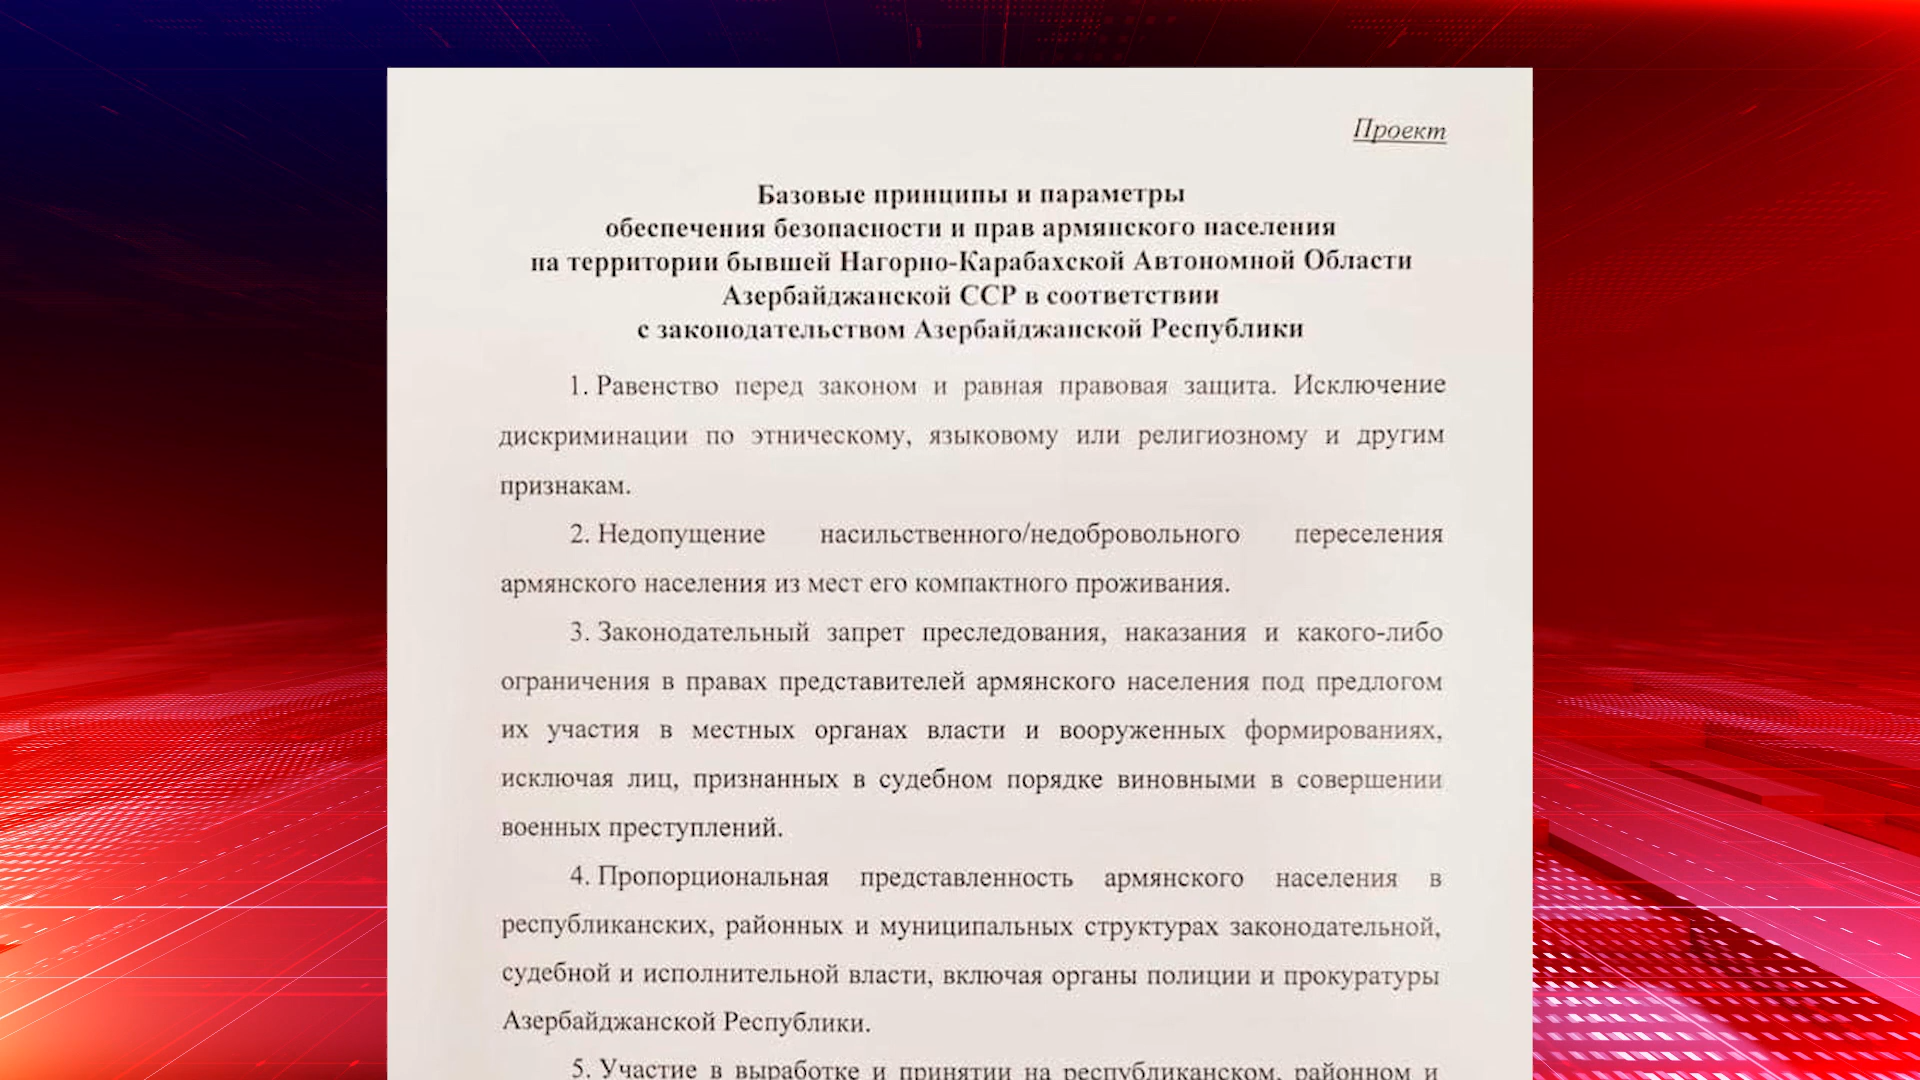 Проект
Базовые принципы и параметры
обеспечения безопасности и прав армянского населения
на территории бывшей Нагорно-Карабахской Автономной Области
Азербайджанской ССР в соответствии
с законодательством Азербайджанской Республики
1. Равенство перед законом и равная правовая защита. Исключение
дискриминации по этническому, языковому или религиозному и другим
признакам.
2. Недопущение насильственного/недобровольного переселения
армянского населения из мест его компактного проживания.
3. Законодательный запрет преследования, наказания и какого-либо
ограничения в правах представителей армянского населения под предлогом
их участия в местных органах власти и вооруженных формированиях,
исключая лиц, признанных в судебном порядке виновными в совершении
военных преступлений.
4. Пропорциональная представленность армянского населения в
республиканских, районных и муниципальных структурах законодательной,
судебной и исполнительной власти, включая органы полиции и прокуратуры
Азербайджанской Республики.
5. Участие в выработке и принятии на республиканском, районном и